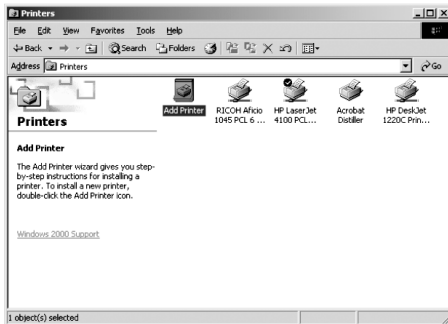 Printers
File Edit View Favorites Tools Help
Back Search Folders
Address Printers Go
Printers
Add Printer
The Add Printer wizard gives you step-
by-step instructions for installing a
printer. To install a new printer,
double-click the Add Printer icon.
Windows 2000 Support
Add Printer
RICOH Aficio
1045 PCL 6 ...
HP LaserJet
4100 PCL...
Acrobat
Distiller
HP DeskJet
1220C Prin...
1 object(s) selected